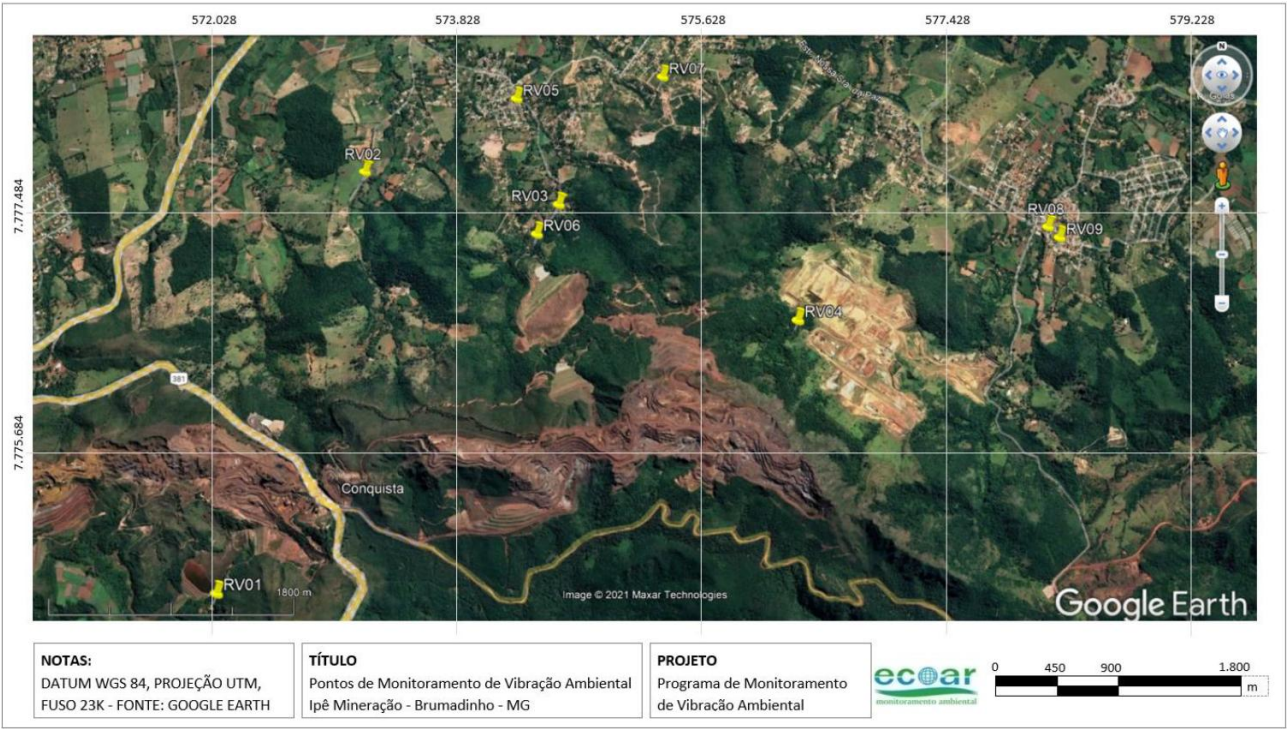 572.028 573.828 575.628 577.428 579.228
7.777.484
7.775.684
N
RV07
RV05
RV02
RV03
RV06
RV08
RV09
RV04
381
Conquista
RV01
1800 m
Image © 2021 Maxar Technologies
Google Earth
NOTAS:
DATUM WGS 84, PROJEÇÃO UTM,
FUSO 23K - FONTE: GOOGLE EARTH
TÍTULO
Pontos de Monitoramento de Vibração Ambiental
Ipê Mineração - Brumadinho - MG
PROJETO
Programa de Monitoramento
de Vibração Ambiental
ecoar
monitoramento ambiental
0 450 900 1.800
m